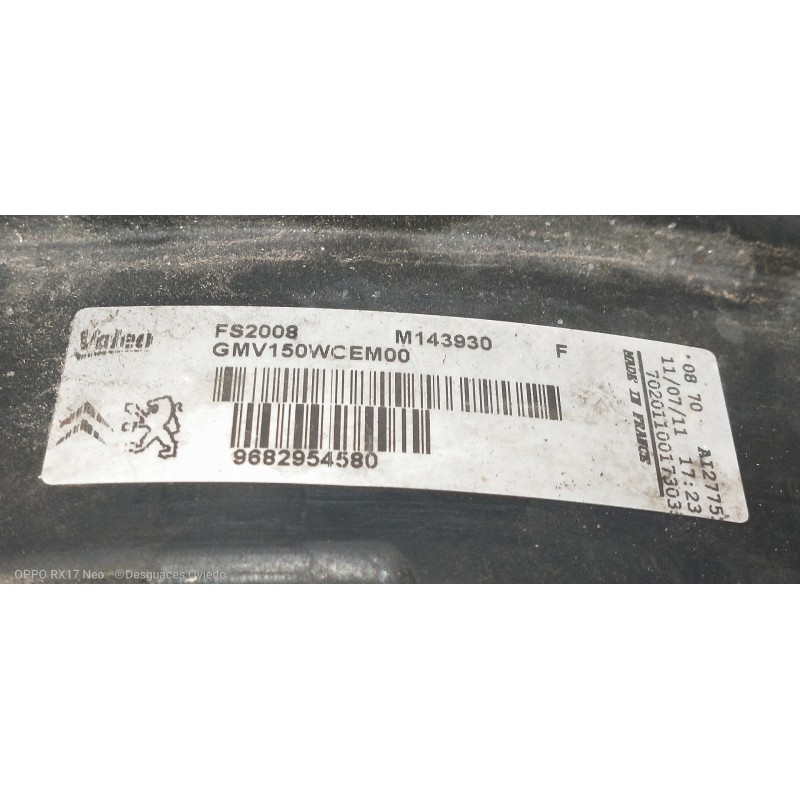 Valeo
FS2008 M143930 F
GMV150WCEM00
9682954580
MADE IN FRANCE
7020110017303
11/07/11 17:23
08 70 A12775
OPPO RX17 Neo · ©Desguaces Oviedo